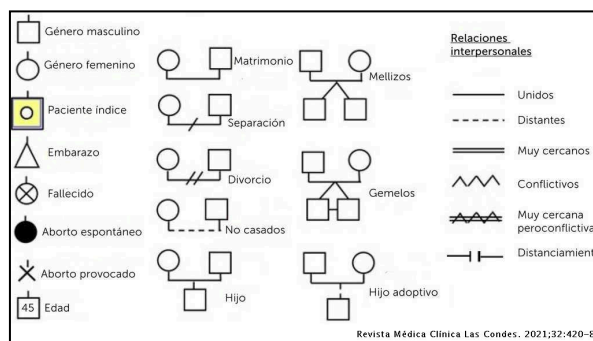 Género masculino
Género femenino
Paciente índice
Embarazo
Fallecido
Aborto espontáneo
Aborto provocado
45 Edad
Matrimonio
Separación
Divorcio
No casados
Hijo
Mellizos
Gemelos
Hijo adoptivo
Relaciones
interpersonales
Unidos
Distantes
Muy cercanos
Conflictivos
Muy cercana
peroconflictiva
Distanciamient
Revista Médica Clínica Las Condes. 2021;32:420-8